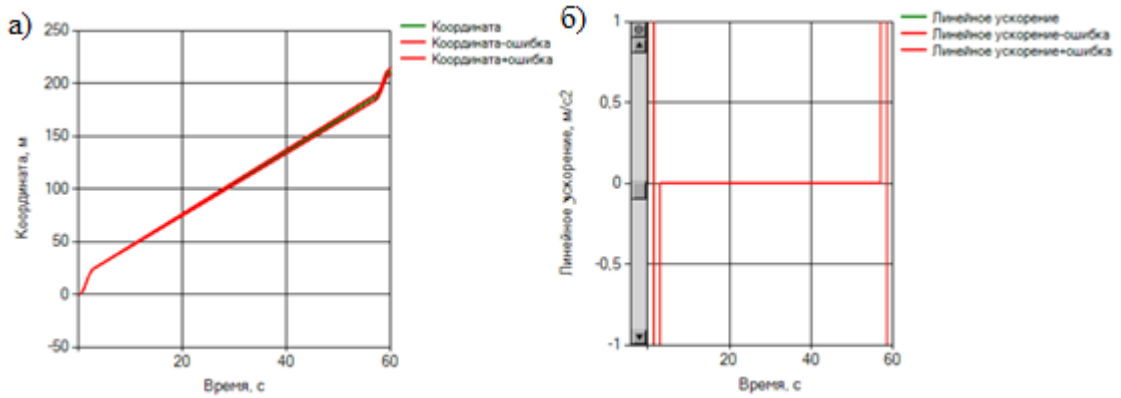 а)
250
200
150
100
50
0
-50
20
40
60
Координата, м
Время, с
Координата
Координата-ошибка
Координата+ошибка
б)
1
0.5
0
-0.5
-1
20
40
60
Линейное ускорение, м/с2
Время, с
Линейное ускорение
Линейное ускорение-ошибка
Линейное ускорение+ошибка